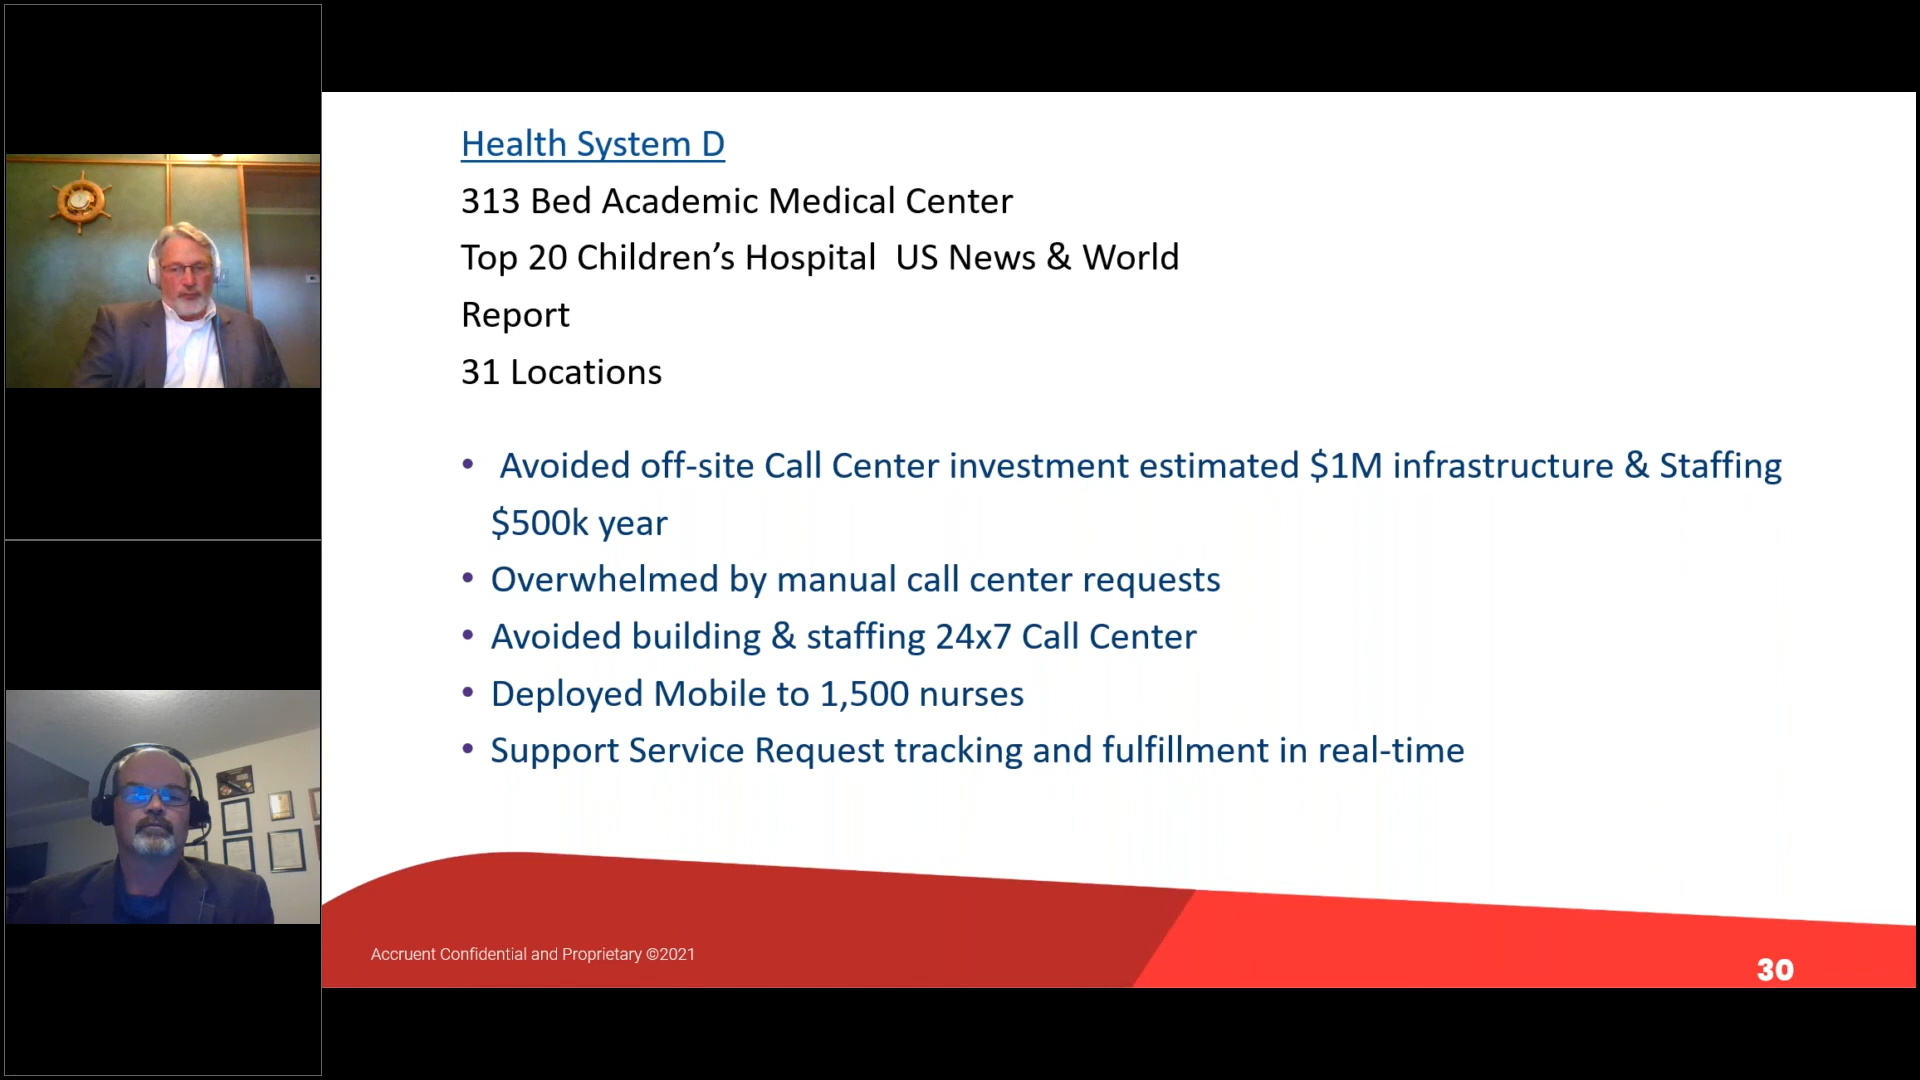 Health System D
313 Bed Academic Medical Center
Top 20 Children’s Hospital  US News & World
Report
31 Locations
• Avoided off-site Call Center investment estimated $1M infrastructure & Staffing
$500k year
• Overwhelmed by manual call center requests
• Avoided building & staffing 24x7 Call Center
• Deployed Mobile to 1,500 nurses
• Support Service Request tracking and fulfillment in real-time
Accruent Confidential and Proprietary ©2021
30